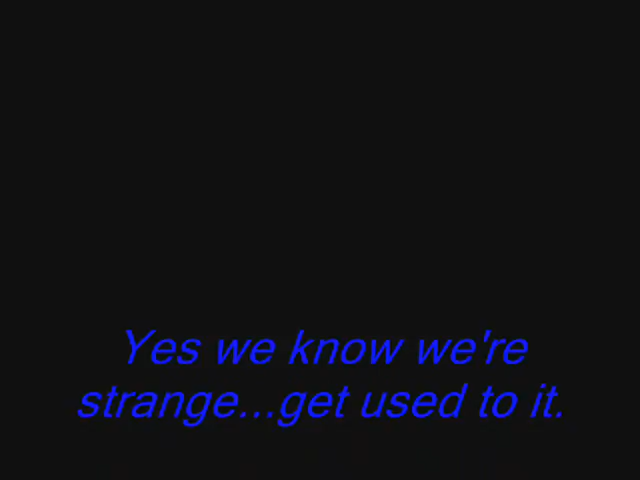 Yes we know we're
strange...get used to it.